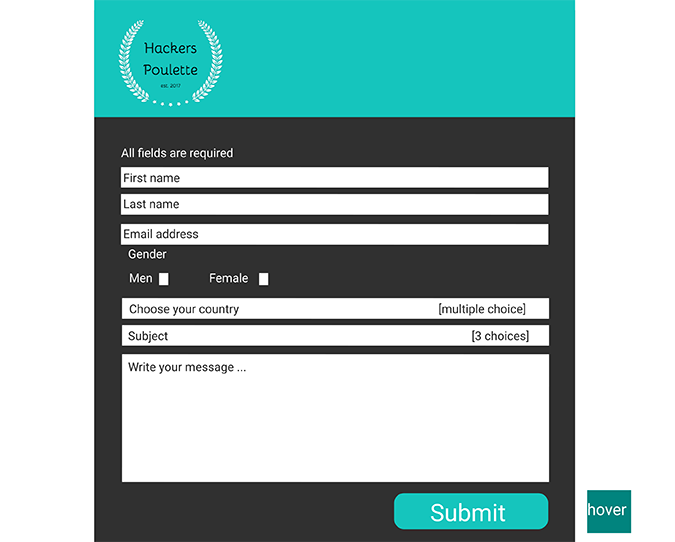 Hackers
Poulette
est. 2017
All fields are required
First name
Last name
Email address
Gender
Men Female
Choose your country [multiple choice]
Subject [3 choices]
Write your message ...
Submit
hover